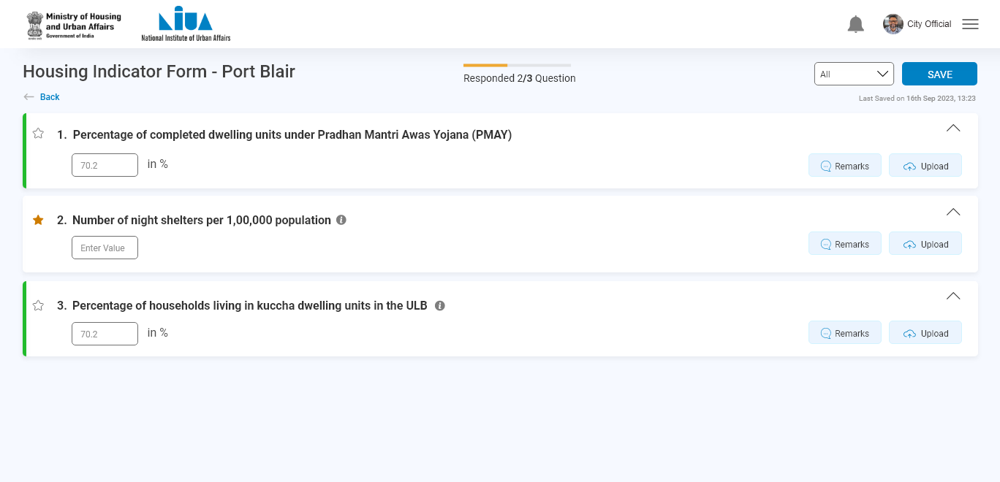 Ministry of Housing
and Urban Affairs
Government of India
NIUA
National Institute of Urban Affairs
City Official
Housing Indicator Form - Port Blair
Responded 2/3 Question
All
SAVE
Back
Last Saved on 16th Sep 2023, 13:23
1. Percentage of completed dwelling units under Pradhan Mantri Awas Yojana (PMAY)
70.2 in %
Remarks
Upload
2. Number of night shelters per 1,00,000 population
Enter Value
Remarks
Upload
3. Percentage of households living in kuccha dwelling units in the ULB
70.2 in %
Remarks
Upload